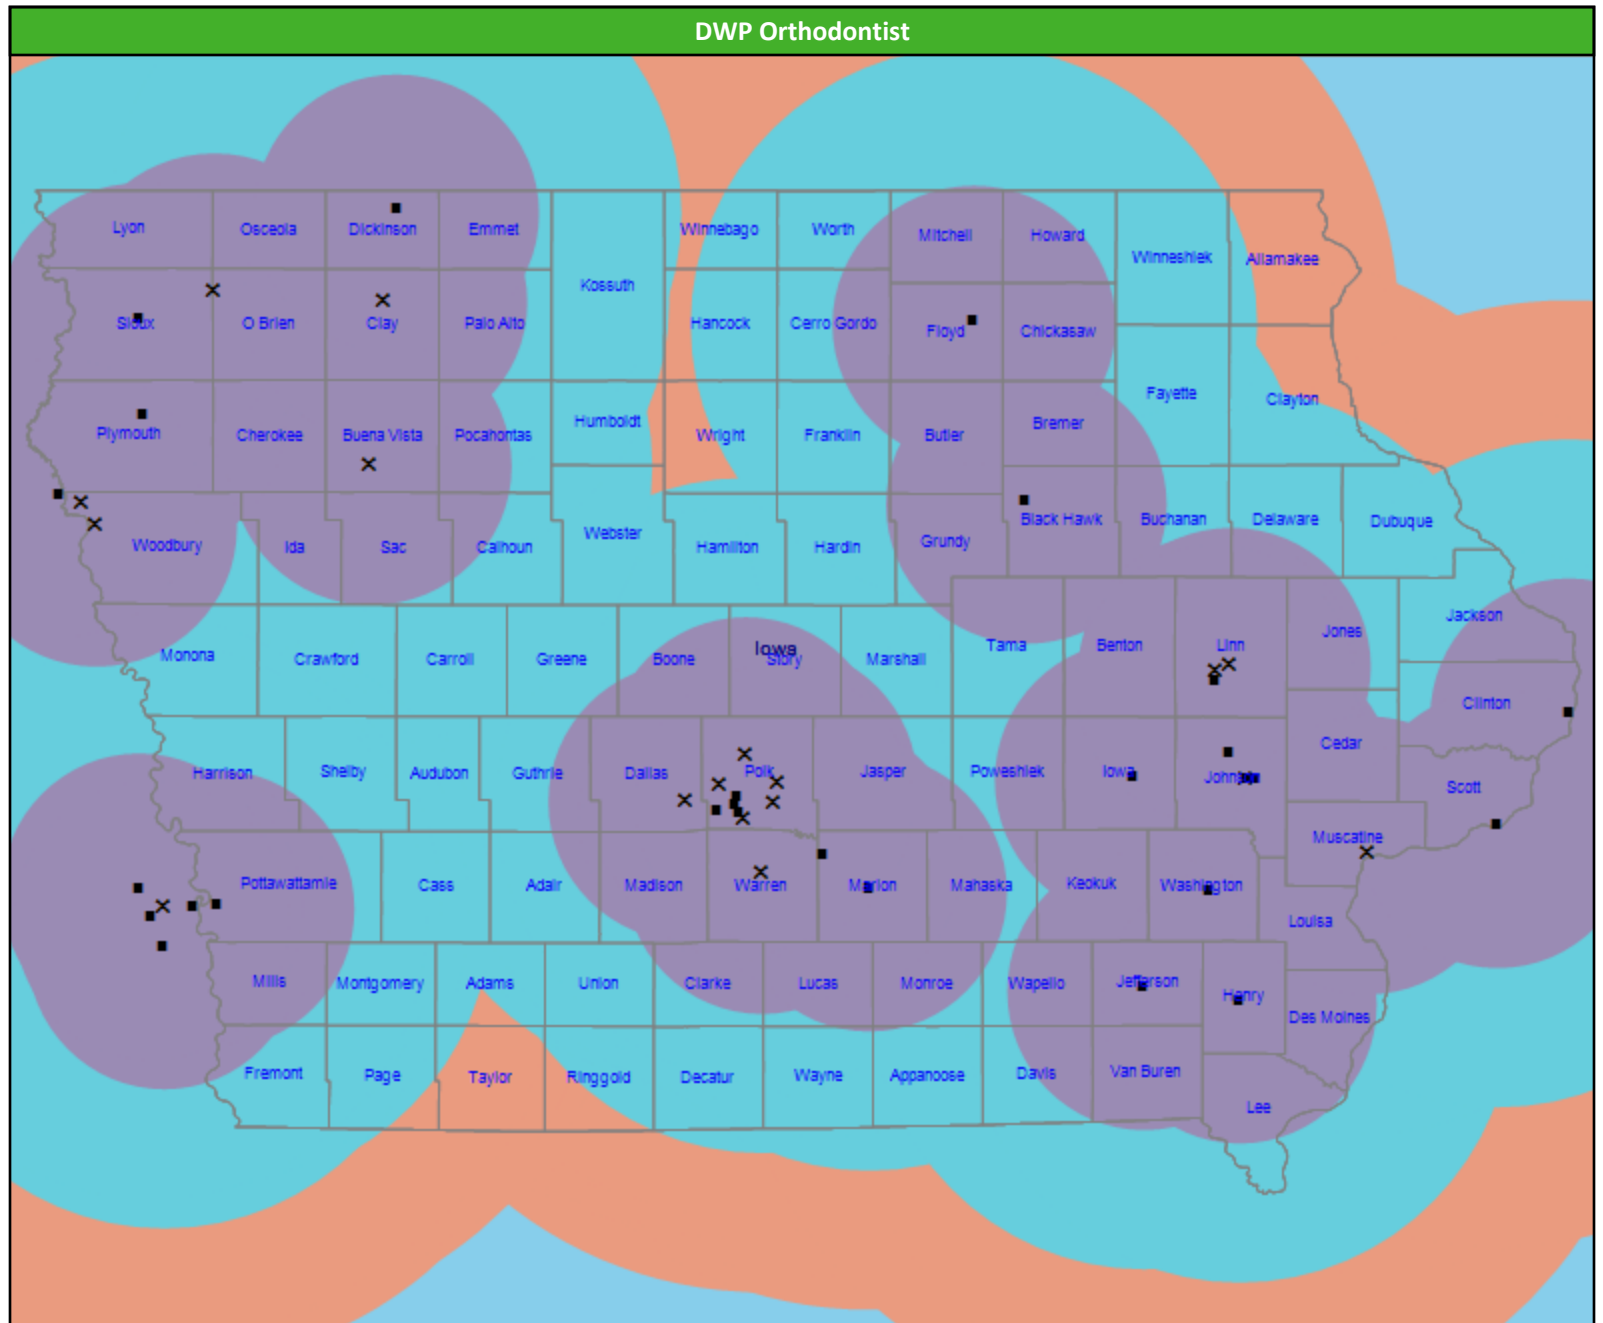 DWP Orthodontist
Lyon Osceola Dickinson Emmet Winnebago Worth Mitchell Howard
Winneshiek Allamakee
Kossuth
Sioux O Brien Clay Palo Alto Hancock Cerro Gordo Floyd Chickasaw
Fayette Clayton
Plymouth Cherokee Buena Vista Pocahontas Humboldt Wright Franklin Butler Bremer
Woodbury Ida Sac Calhoun Webster Hamilton Hardin Grundy Black Hawk Buchanan Delaware Dubuque
Iowa
Monona Crawford Carroll Greene Boone Story Marshall Tama Benton Linn Jones Jackson
Clinton
Harrison Shelby Audubon Guthrie Dallas Polk Jasper Poweshiek Iowa Johnson Cedar Scott
Muscatine
Pottawattamie Cass Adair Madison Warren Marion Mahaska Keokuk Washington
Louisa
Mills Montgomery Adams Union Clarke Lucas Monroe Wapello Jefferson Henry
Des Moines
Fremont Page Taylor Ringgold Decatur Wayne Appanoose Davis Van Buren
Lee